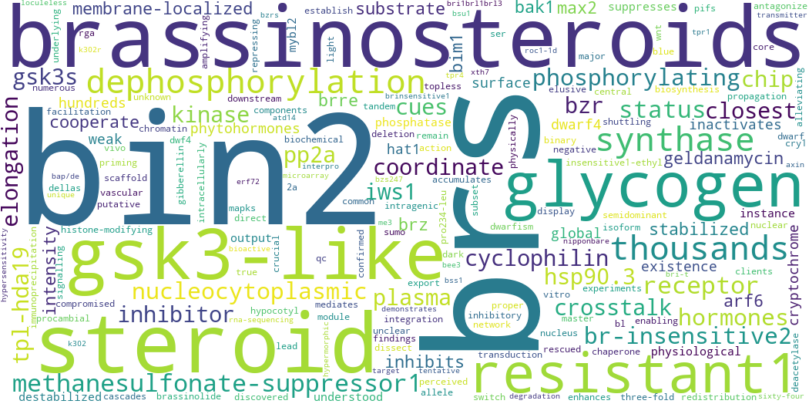 membrane-localized substrate bak1 max2 suppresses establish pifs antagonize loculeless
bri1brl1brl3 bsu1 transmitter
underlying rga amplifying bzrs repressing myb12 bim1 ser light roc1-1d tpr1 core
brassinosteroids
k302r major wnt
gsk3s dephosphorylation topless tpr4 xth7 surface phosphorylating chip alleviating
numerous unknown brre cues blue elusive central biosynthesis propagation
hundreds downstream tandem brinsensitive1 bzr status closest
kinase components phosphatase dwarf4 shuttling dwarf
elongation cooperate phytohormones atd14 deletion remain physically negative binary inactivates cry1
bin2 brs
weak dwf4 facilitation chromatin biochemical pp2a hat1 action insensitive1-ethyl synthase
vivo priming interpro coordinate geldanamycin axin
dellas gibberellin intracellularly microarray 2a iws1 glycogen
bap/de scaffold erf72 brz247 intragenic display semidominant nuclear
unique vascular putative mapks direct common accumulates pro234-leu subset
histone-modifying me3 brz dwarfism global isoform stabilized instance
tpl-hda19 gsk3-like output crucial qc confirmed sumo dark bee3 nipponbare thousands cryptochrome
immunoprecipitation intensity true bioactive cyclophilin existence
hypersensitivity signalling nucleocytoplasmic plasma export bss1 hsp90.3 receptor clients
compromised hypocotyl mediates demonstrates vitro experiments arf6
procambial inhibitor rna-sequencing module integration inhibitory proper crosstalk hormones
steroid hypermorphic unclear network nucleus master b1 enabling br-insensitive2
k302 lead findings dissect inhibits transduction rescued chaperone physiological deacetylase
target tentative resistant1
methanesulfonate-suppressor1 perceived allele
destabilized cascades brassinolide discovered understood switch degradation enhances three-fold redistribution sixty-four